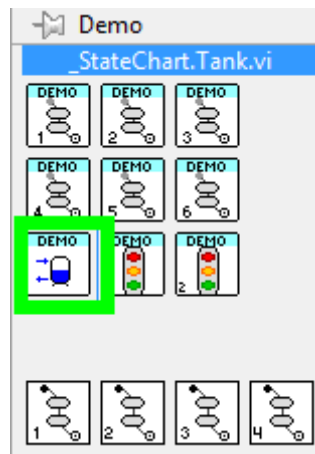 Demo
_StateChart.Tank.vi
DEMO DEMO DEMO
1 2 3
DEMO DEMO DEMO
4 5 6
DEMO DEMO DEMO
2
1 2 3 4